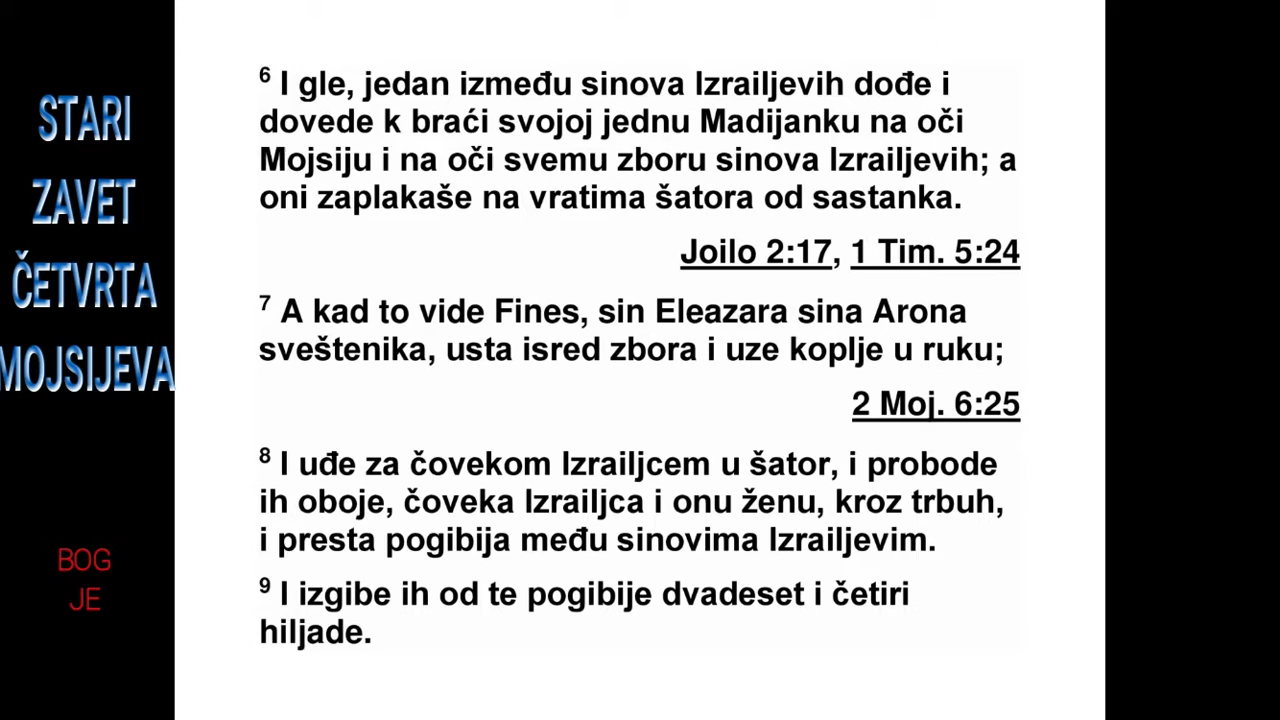 STARI
ZAVET
ČETVRTA
MOJSIJEVA
BOG
JE
6 I gle, jedan između sinova Izrailjevih dođe i
dovede k braći svojoj jednu Madijanku na oči
Mojsiju i na oči svemu zboru sinova Izrailjevih; a
oni zaplakaše na vratima šatora od sastanka.
Joilo 2:17, 1 Tim. 5:24
7 A kad to vide Fines, sin Eleazara sina Arona
sveštenika, usta isred zbora i uze koplje u ruku;
2 Moj. 6:25
8 I uđe za čovekom Izrailjcem u šator, i probode
ih oboje, čoveka Izrailjca i onu ženu, kroz trbuh,
i presta pogibija među sinovima Izrailjevim.
9 I izgibe ih od te pogibije dvadeset i četiri
hiljade.